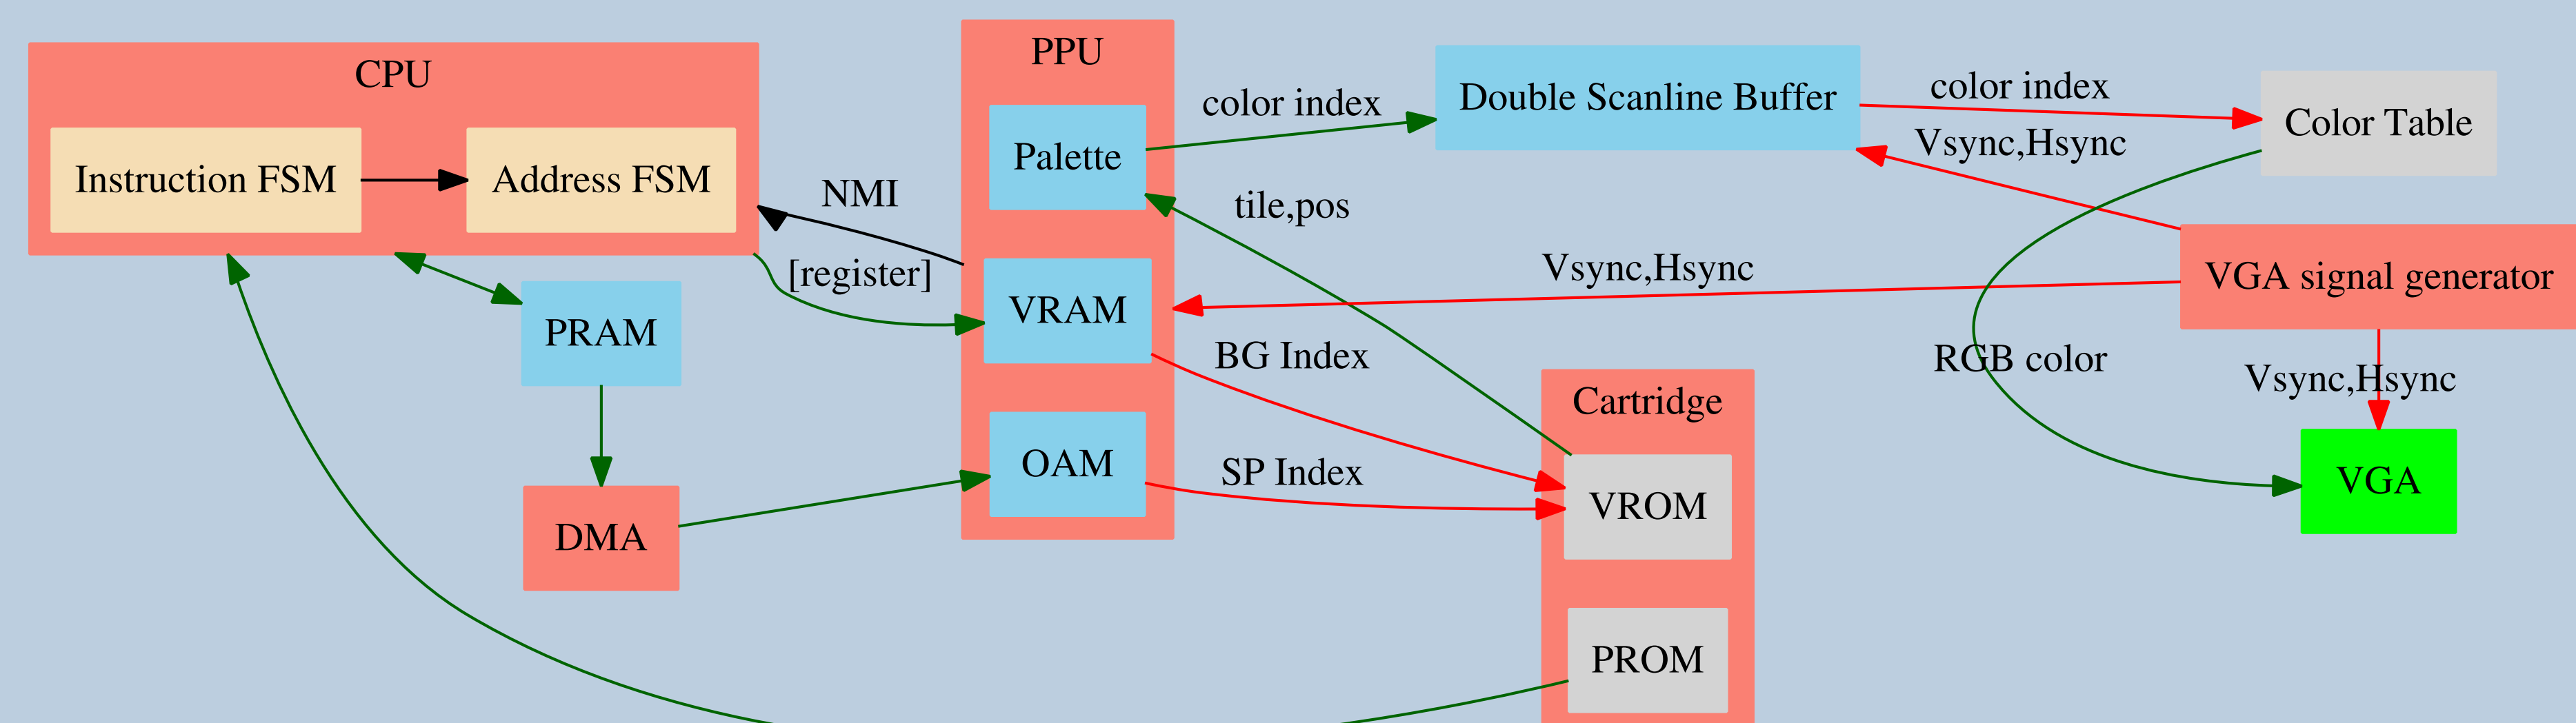 CPU
Instruction FSM
Address FSM
NMI
[register]
PRAM
DMA
PPU
Palette
VRAM
OAM
color index
tile,pos
Vsync,Hsync
BG Index
SP Index
Double Scanline Buffer
Cartridge
VROM
PROM
color index
Vsync,Hsync
Color Table
VGA signal generator
RGB color
Vsync,Hsync
VGA